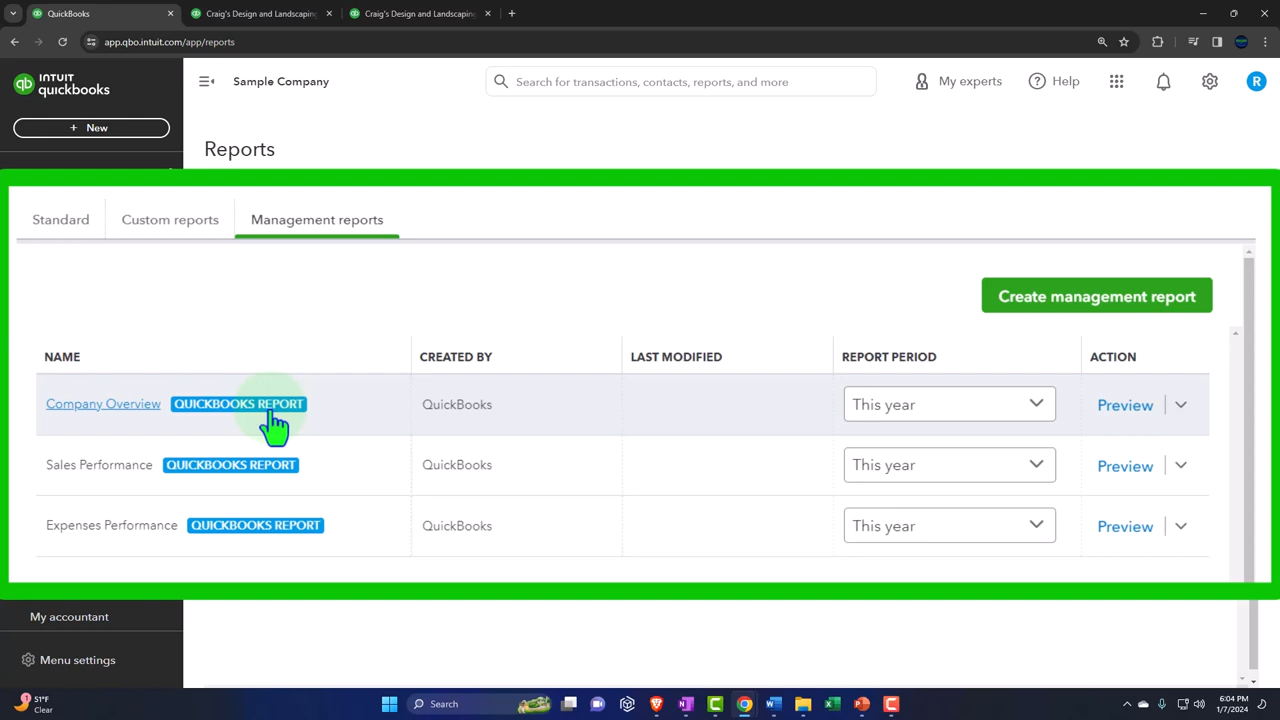 QuickBooks
Craig's Design and Landscaping
Craig's Design and Landscaping
app.qbo.intuit.com/app/reports
INTUIT
quickbooks
Sample Company
Search for transactions, contacts, reports, and more
My experts
Help
R
+ New
Reports
Standard
Custom reports
Management reports
Create management report
NAME
CREATED BY
LAST MODIFIED
REPORT PERIOD
ACTION
Company Overview QUICKBOOKS REPORT
QuickBooks
This year
Preview
Sales Performance QUICKBOOKS REPORT
QuickBooks
This year
Preview
Expenses Performance QUICKBOOKS REPORT
QuickBooks
This year
Preview
My accountant
Menu settings
51°F
Clear
Search
6:04 PM
1/7/2024